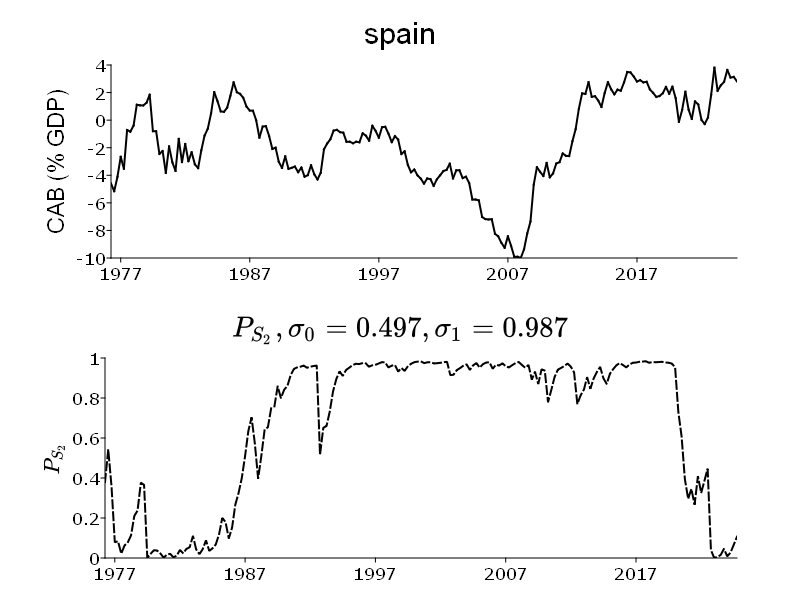 spain
CAB (% GDP)
4
2
0
-2
-4
-6
-8
-10
1977 1987 1997 2007 2017
P_{S_2}, σ_0 = 0.497, σ_1 = 0.987
P_{S_2}
1
0.8
0.6
0.4
0.2
0
1977 1987 1997 2007 2017